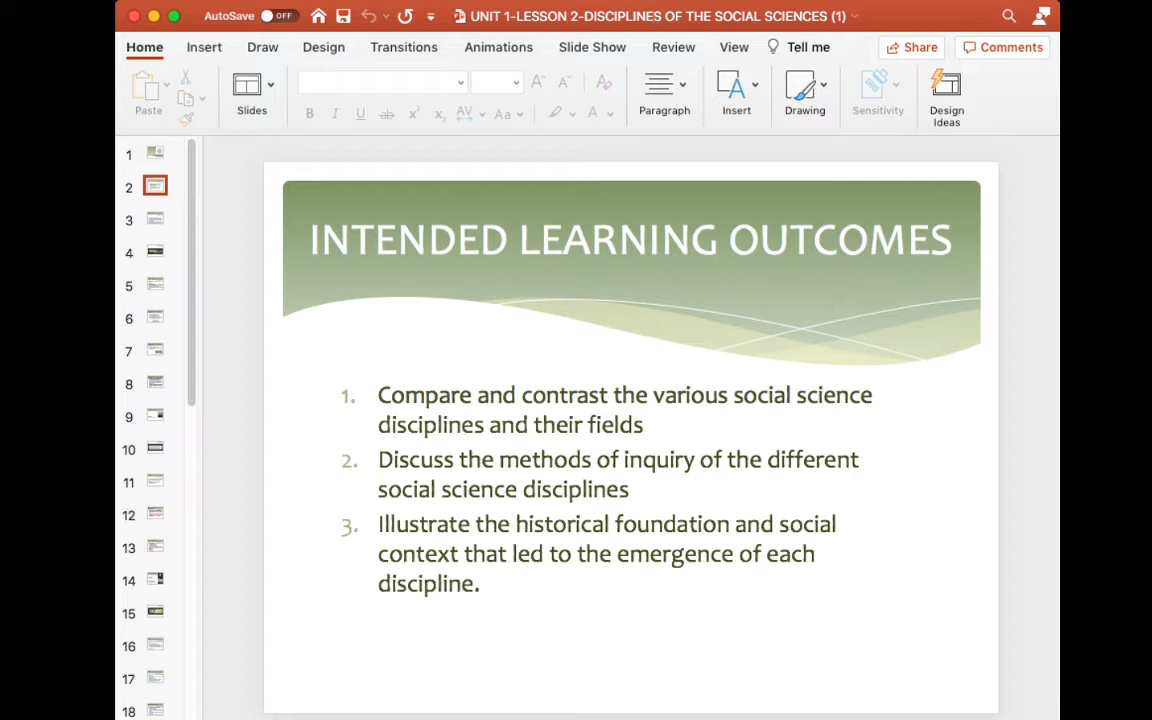 AutoSave OFF UNIT 1-LESSON 2-DISCIPLINES OF THE SOCIAL SCIENCES (1)
Home Insert Draw Design Transitions Animations Slide Show Review View Tell me Share Comments
Paste Slides B I U ab x² x₂ AV Aa A Paragraph Insert Drawing Sensitivity Design Ideas
1
2
3
4
5
6
7
8
9
10
11
12
13
14
15
16
17
18
INTENDED LEARNING OUTCOMES
1. Compare and contrast the various social science
disciplines and their fields
2. Discuss the methods of inquiry of the different
social science disciplines
3. Illustrate the historical foundation and social
context that led to the emergence of each
discipline.